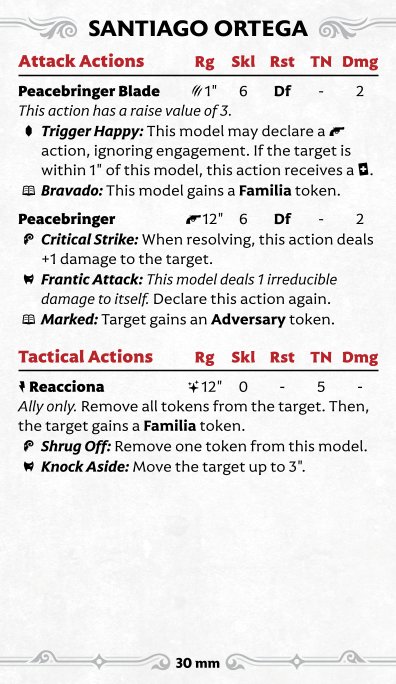 SANTIAGO ORTEGA
Attack Actions Rg Skl Rst TN Dmg
Peacebringer Blade 1" 6 Df - 2
This action has a raise value of 3.
Trigger Happy: This model may declare a
action, ignoring engagement. If the target is
within 1" of this model, this action receives a .
Bravado: This model gains a Familia token.
Peacebringer 12" 6 Df - 2
Critical Strike: When resolving, this action deals
+1 damage to the target.
Frantic Attack: This model deals 1 irreducible
damage to itself. Declare this action again.
Marked: Target gains an Adversary token.
Tactical Actions Rg Skl Rst TN Dmg
Reacciona 12" 0 - 5 -
Ally only. Remove all tokens from the target. Then,
the target gains a Familia token.
Shrug Off: Remove one token from this model.
Knock Aside: Move the target up to 3".
30 mm